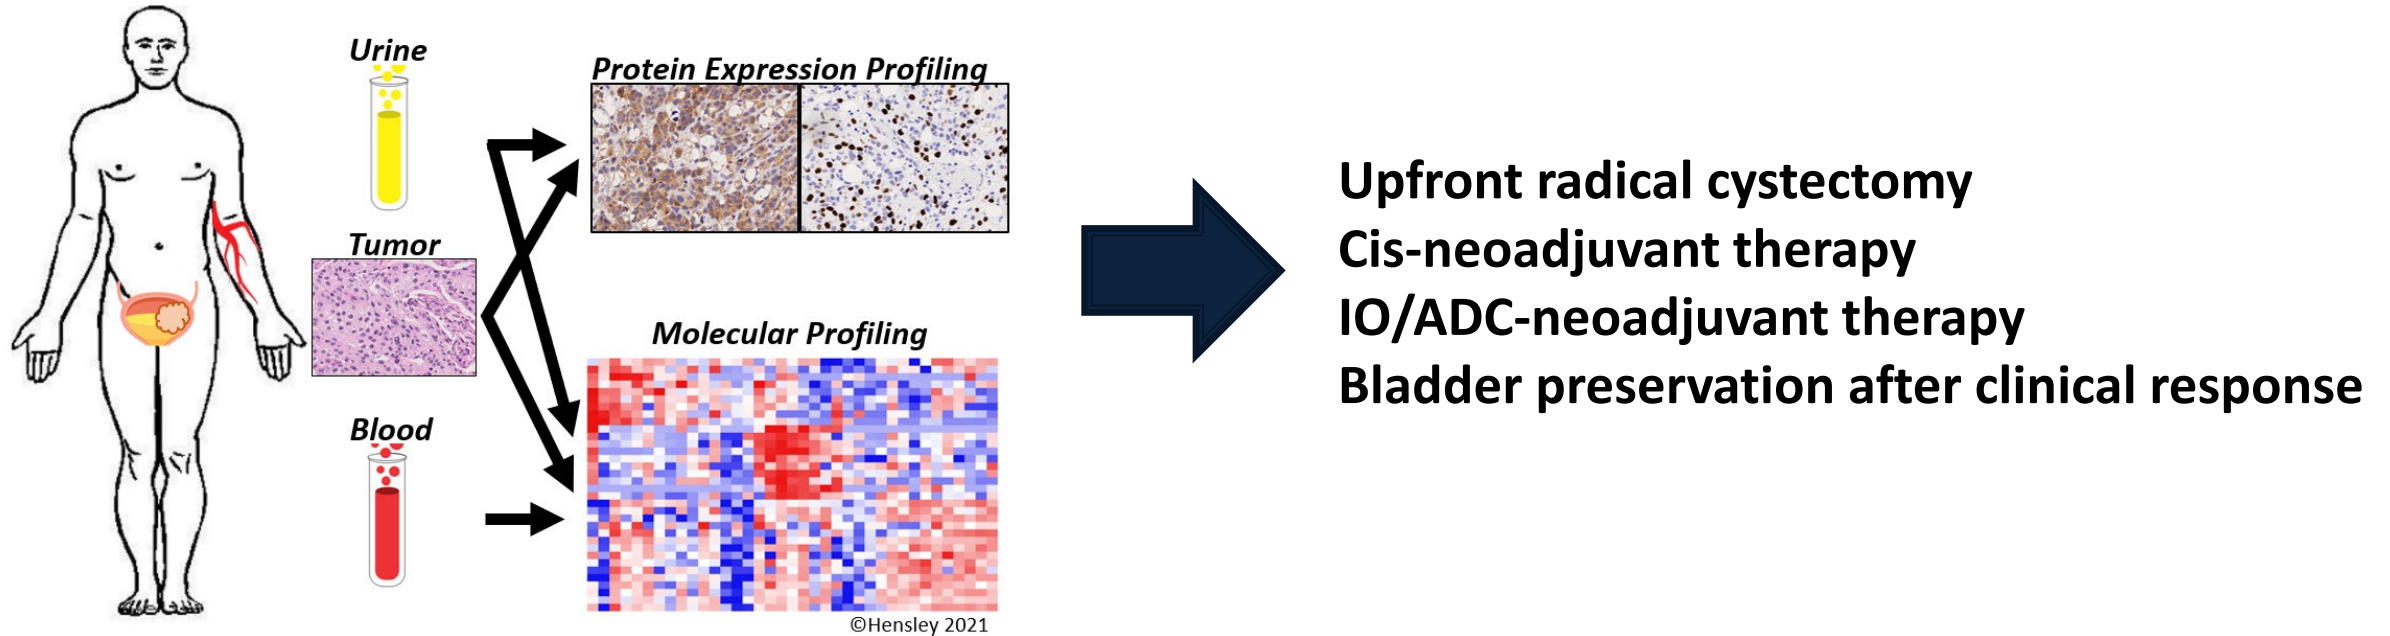 Urine
Tumor
Blood
Protein Expression Profiling
Molecular Profiling
©Hensley 2021
Upfront radical cystectomy
Cis-neoadjuvant therapy
IO/ADC-neoadjuvant therapy
Bladder preservation after clinical response